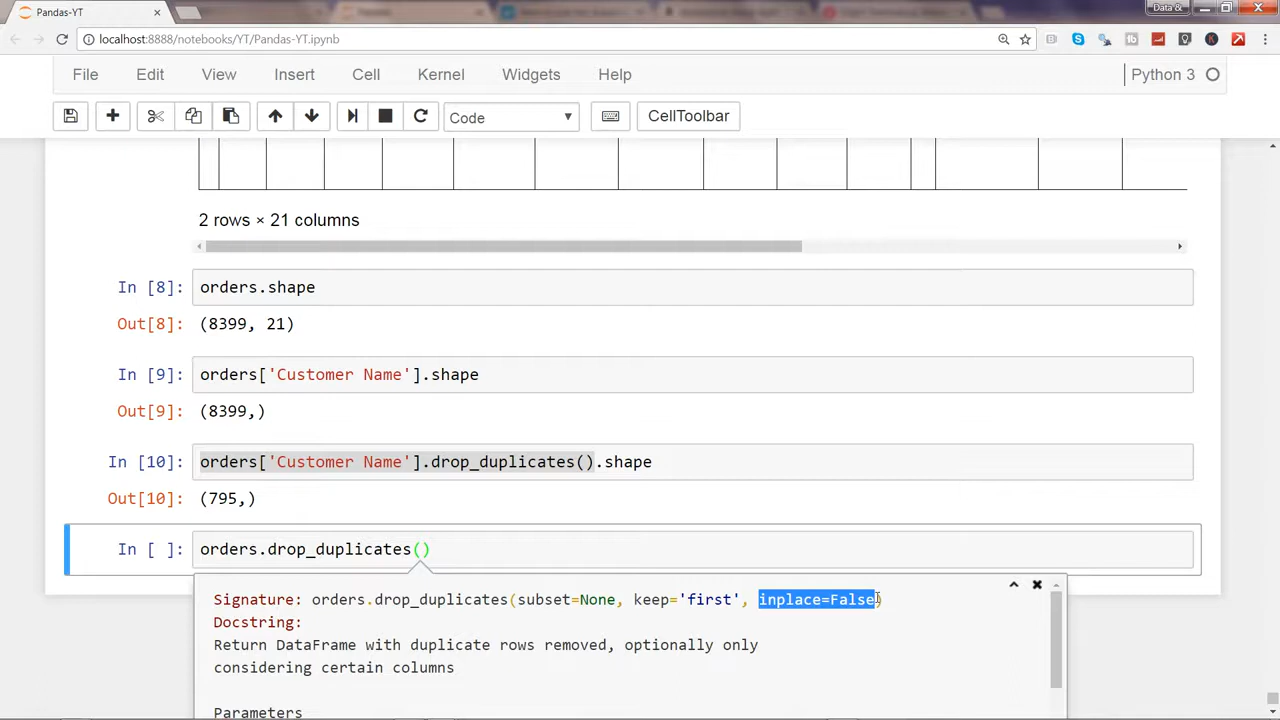 Pandas-YT
Data &
localhost:8888/notebooks/YT/Pandas-YT.ipynb
File Edit View Insert Cell Kernel Widgets Help Python 3
Code CellToolbar
2 rows × 21 columns
In [8]: orders.shape
Out[8]: (8399, 21)
In [9]: orders['Customer Name'].shape
Out[9]: (8399,)
In [10]: orders['Customer Name'].drop_duplicates().shape
Out[10]: (795,)
In [ ]: orders.drop_duplicates()
Signature: orders.drop_duplicates(subset=None, keep='first', inplace=False)
Docstring:
Return DataFrame with duplicate rows removed, optionally only
considering certain columns
Parameters